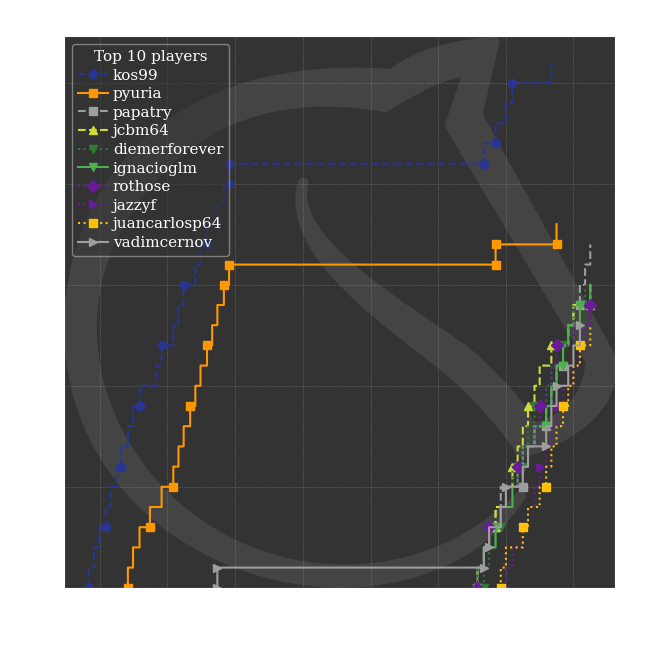 Top 10 players
kos99
pyuria
papatry
jcbm64
diemerforever
ignacioglm
rothose
jazzyf
juancarlosp64
vadimcernov